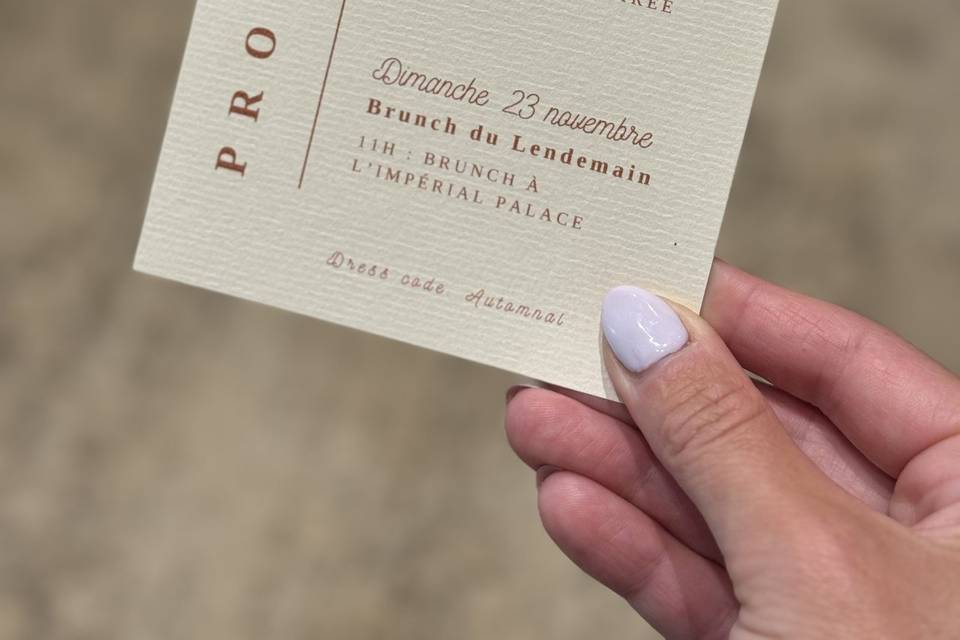 PRO
Dimanche 23 novembre
Brunch du Lendemain
11H : BRUNCH À
L'IMPÉRIAL PALACE
Dress code, Automnal